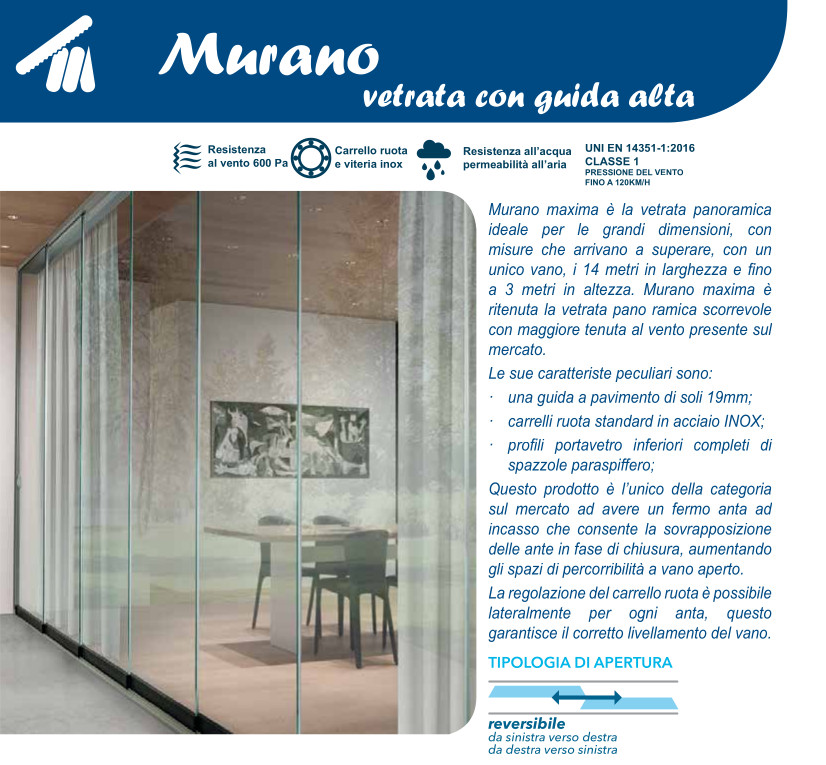 Murano
vetrata con guida alta
Resistenza
al vento 600 Pa
Carrello ruota
e viteria inox
Resistenza all'acqua
permeabilità all'aria
UNI EN 14351-1:2016
CLASSE 1
PRESSIONE DEL VENTO
FINO A 120KM/H
Murano maxima è la vetrata panoramica
ideale per le grandi dimensioni, con
misure che arrivano a superare, con un
unico vano, i 14 metri in larghezza e fino
a 3 metri in altezza. Murano maxima è
ritenuta la vetrata pano ramica scorrevole
con maggiore tenuta al vento presente sul
mercato.
Le sue caratteriste peculiari sono:
· una guida a pavimento di soli 19mm;
· carrelli ruota standard in acciaio INOX;
· profili portavetro inferiori completi di
spazzole paraspiffero;
Questo prodotto è l'unico della categoria
sul mercato ad avere un fermo anta ad
incasso che consente la sovrapposizione
delle ante in fase di chiusura, aumentando
gli spazi di percorribilità a vano aperto.
La regolazione del carrello ruota è possibile
lateralmente per ogni anta, questo
garantisce il corretto livellamento del vano.
TIPOLOGIA DI APERTURA
reversibile
da sinistra verso destra
da destra verso sinistra